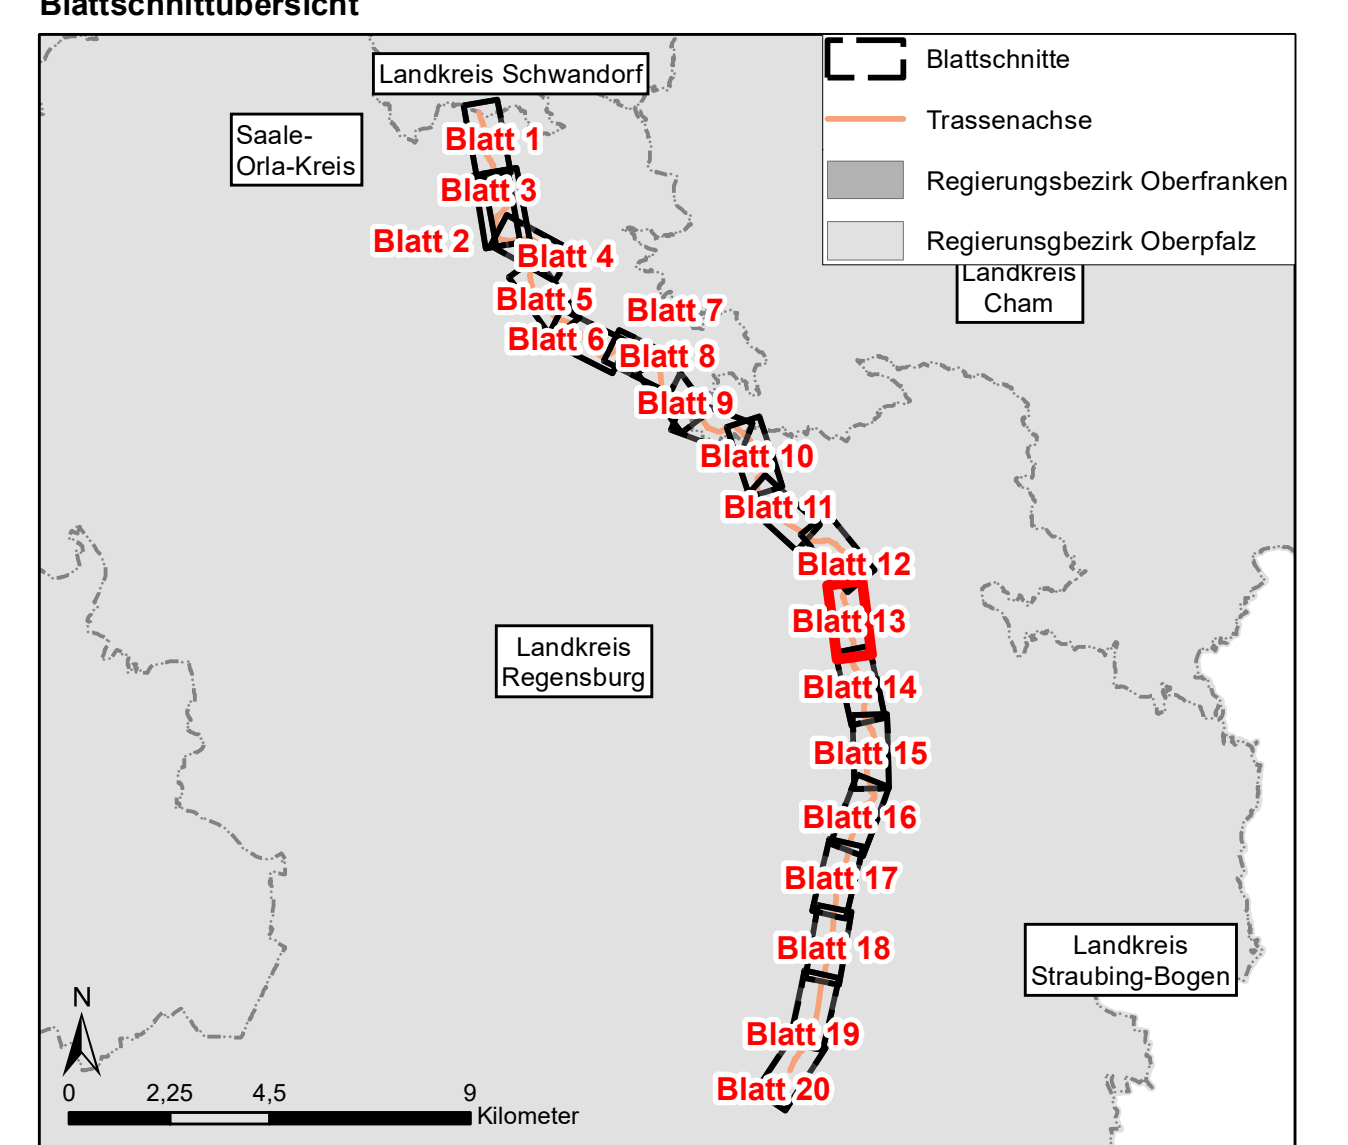 Blattschnittübersicht
Landkreis Schwandorf
Saale-
Orla-Kreis
Blattschnitte
Trassenachse
Regierungsbezirk Oberfranken
Regierunsgbezirk Oberpfalz
Landkreis
Cham
Blatt 1
Blatt 3
Blatt 2
Blatt 4
Blatt 5
Blatt 7
Blatt 6
Blatt 8
Blatt 9
Blatt 10
Blatt 11
Blatt 12
Blatt 13
Landkreis
Regensburg
Blatt 14
Blatt 15
Blatt 16
Blatt 17
Blatt 18
Landkreis
Straubing-Bogen
Blatt 19
Blatt 20
N
0 2,25 4,5 9
Kilometer